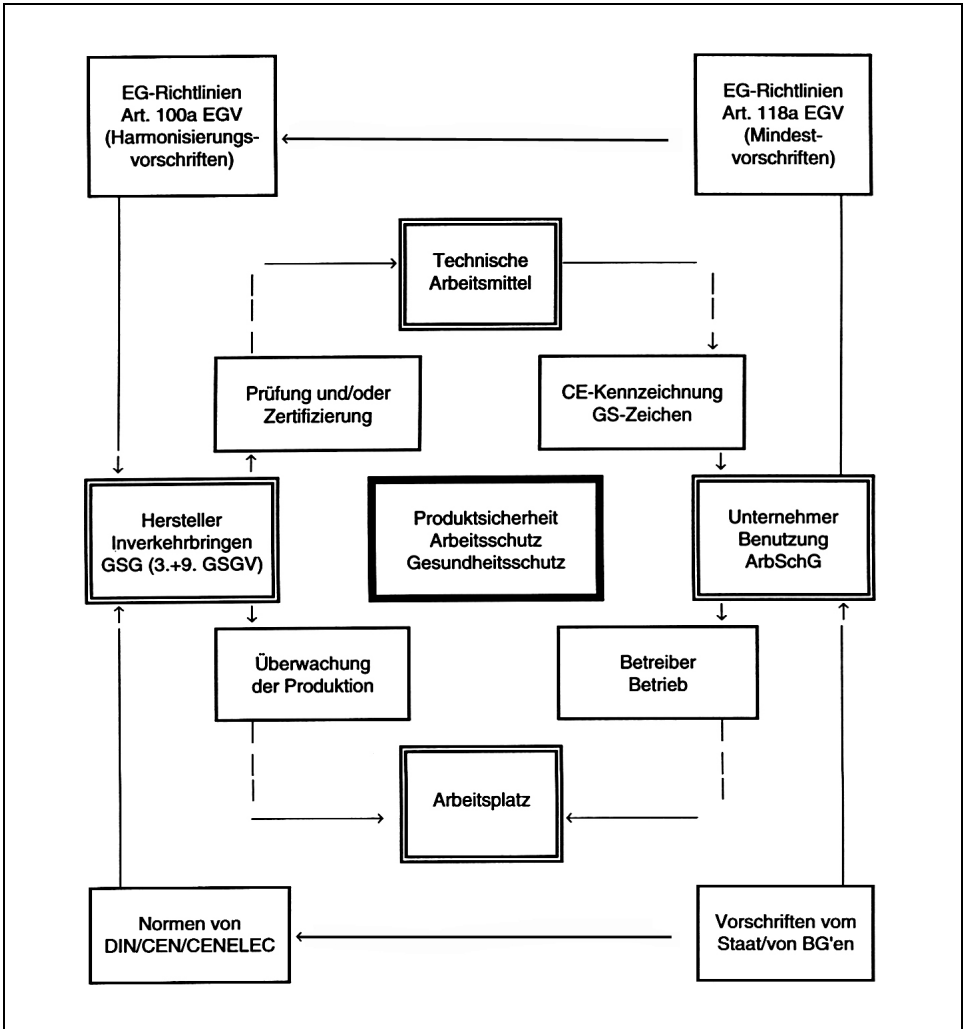 EG-Richtlinien
Art. 100a EGV
(Harmonisierungs-
vorschriften)
EG-Richtlinien
Art. 118a EGV
(Mindest-
vorschriften)
Technische
Arbeitsmittel
Prüfung und/oder
Zertifizierung
CE-Kennzeichnung
GS-Zeichen
Hersteller
Inverkehrbringen
GSG (3.+9. GSGV)
Produktsicherheit
Arbeitsschutz
Gesundheitsschutz
Unternehmer
Benutzung
ArbSchG
Überwachung
der Produktion
Betreiber
Betrieb
Arbeitsplatz
Normen von
DIN/CEN/CENELEC
Vorschriften vom
Staat/von BG'en